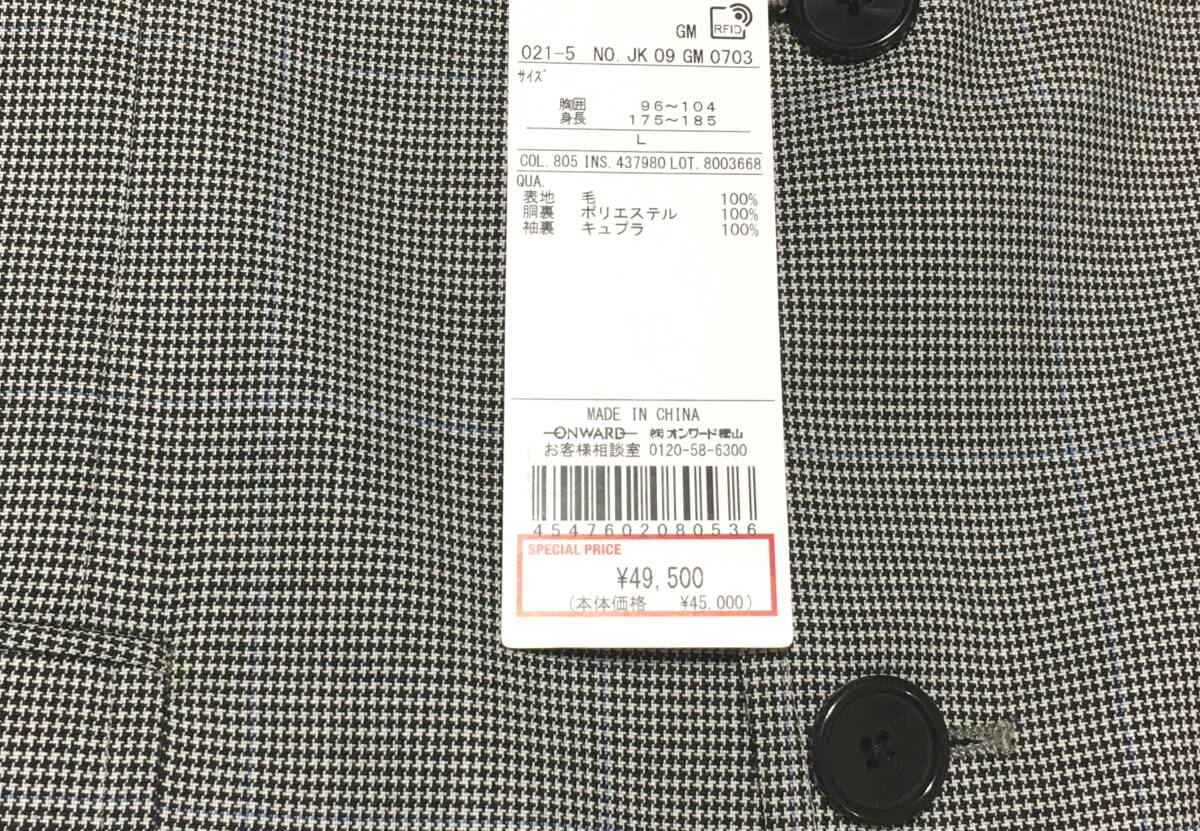 GM RFID
021-5 NO. JK 09 GM 0703
サイズ
胸囲 96～104
身長 175～185
L
COL. 805 INS. 437980 LOT. 8003668
QUA.
表地 毛 100%
胴裏 ポリエステル 100%
袖裏 キュプラ 100%
MADE IN CHINA
ONWARD ㈱オンワード樫山
お客様相談室 0120-58-6300
4547602080536
SPECIAL PRICE
¥49,500
(本体価格 ¥45,000)